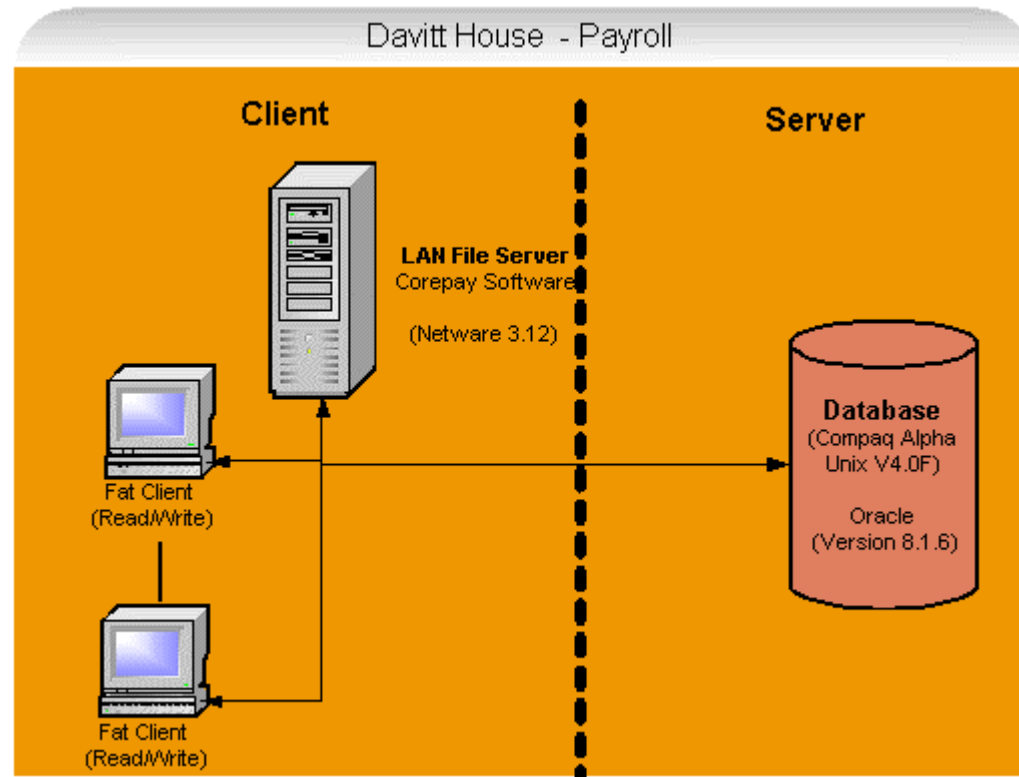 Davitt House - Payroll
Client
Server
LAN File Server
Corepay Software
(Netware 3.12)
Fat Client
(Read/Write)
Fat Client
(Read/Write)
Database
(Compaq Alpha
Unix V4.0F)
Oracle
(Version 8.1.6)